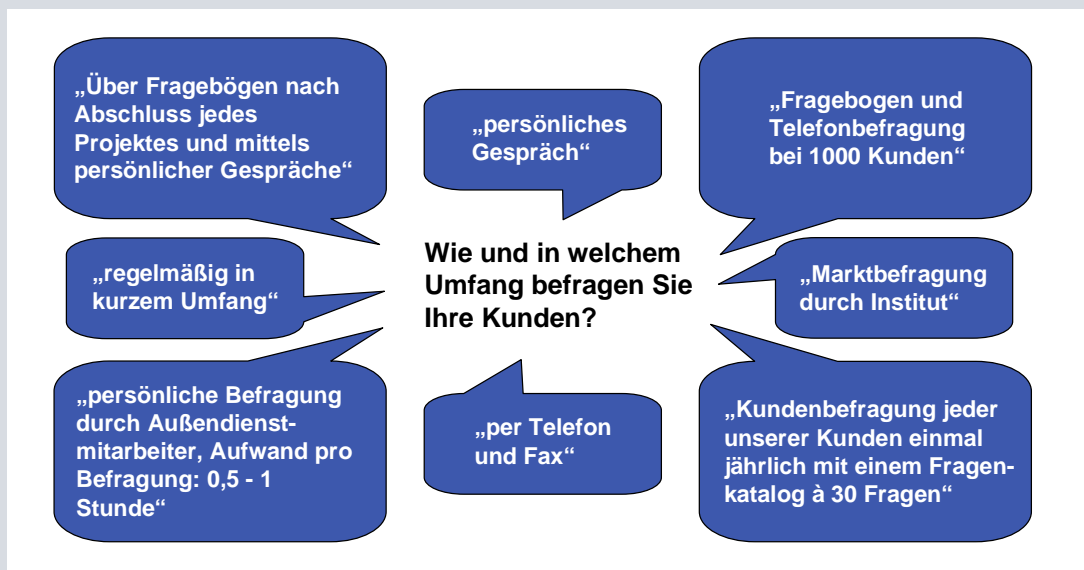 „Über Fragebögen nach
Abschluss jedes
Projektes und mittels
persönlicher Gespräche“
„persönliches
Gespräch“
„Fragebogen und
Telefonbefragung
bei 1000 Kunden“
„regelmäßig in
kurzem Umfang“
Wie und in welchem
Umfang befragen Sie
Ihre Kunden?
„Marktbefragung
durch Institut“
„persönliche Befragung
durch Außendienst-
mitarbeiter, Aufwand pro
Befragung: 0,5 - 1
Stunde“
„per Telefon
und Fax“
„Kundenbefragung jeder
unserer Kunden einmal
jährlich mit einem Fragen-
katalog à 30 Fragen“